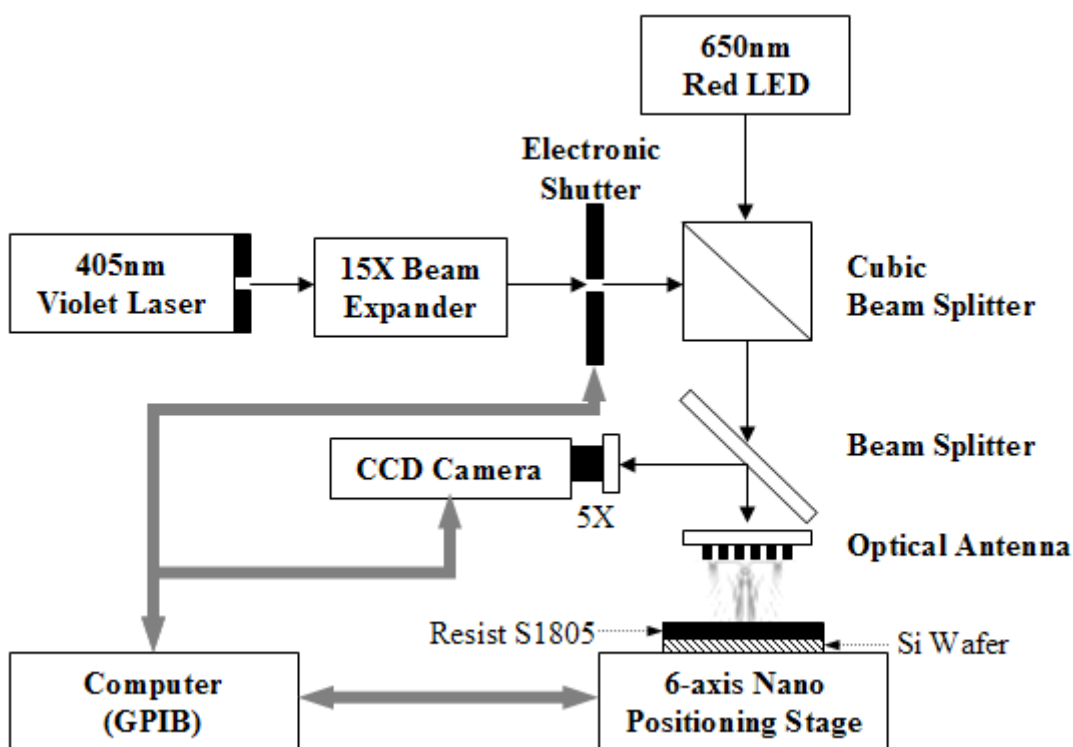 650nm
Red LED
Electronic
Shutter
405nm
Violet Laser
15X Beam
Expander
Cubic
Beam Splitter
CCD Camera
5X
Beam Splitter
Optical Antenna
Resist S1805
Si Wafer
Computer
(GPIB)
6-axis Nano
Positioning Stage